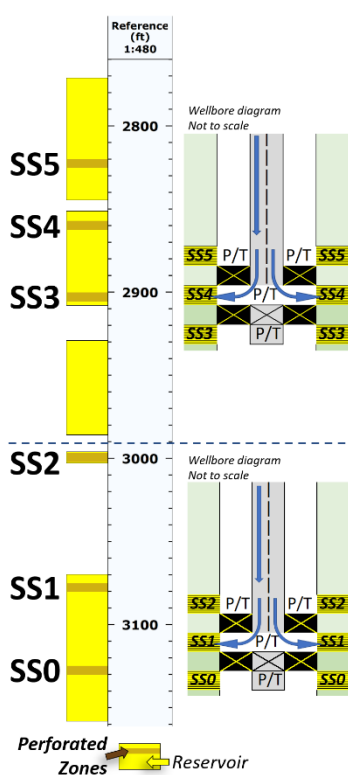 Reference
(ft)
1:480
2800
2900
3000
3100
SS5
SS4
SS3
SS2
SS1
SS0
Wellbore diagram
Not to scale
SS5 P/T P/T SS5
SS4 SS4
P/T
SS3 P/T SS3
Wellbore diagram
Not to scale
SS2 P/T P/T SS2
SS1 P/T SS1
SS0 P/T SS0
Perforated
Zones
Reservoir